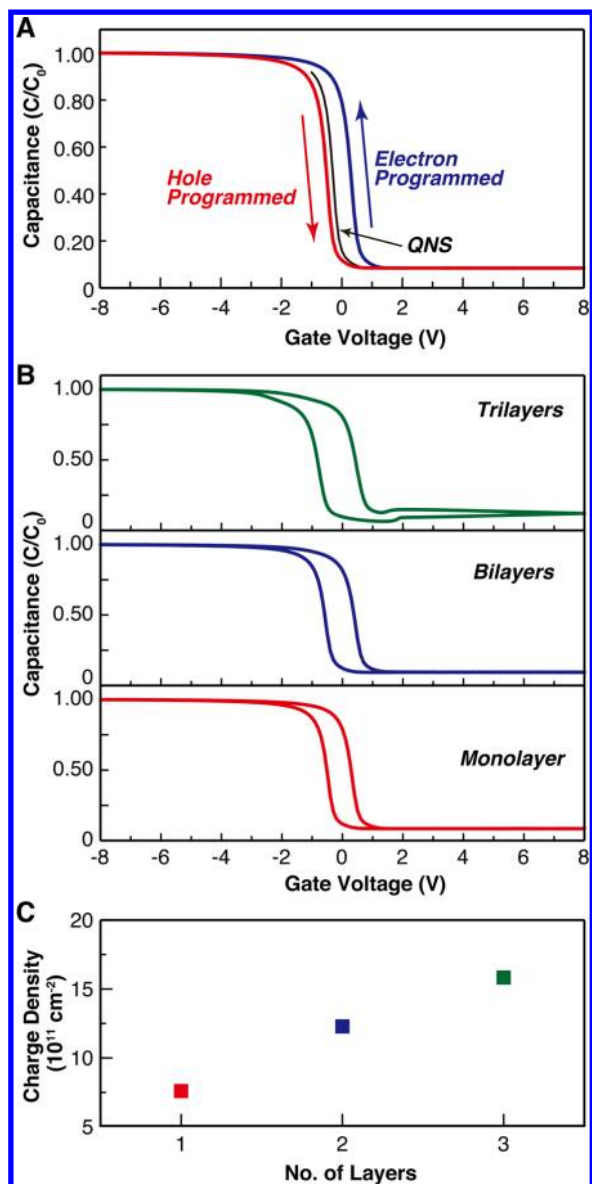 A
Capacitance (C/C₀)
1.00
0.80
0.60
0.40
0.20
0
Hole
Programmed
Electron
Programmed
QNS
-8 -6 -4 -2 0 2 4 6 8
Gate Voltage (V)
B
Capacitance (C/C₀)
1.00
0.50
0
Trilayers
1.00
0.50
0
Bilayers
1.00
0.50
0
Monolayer
-8 -6 -4 -2 0 2 4 6 8
Gate Voltage (V)
C
Charge Density
(10¹¹ cm⁻²)
20
15
10
5
1 2 3
No. of Layers